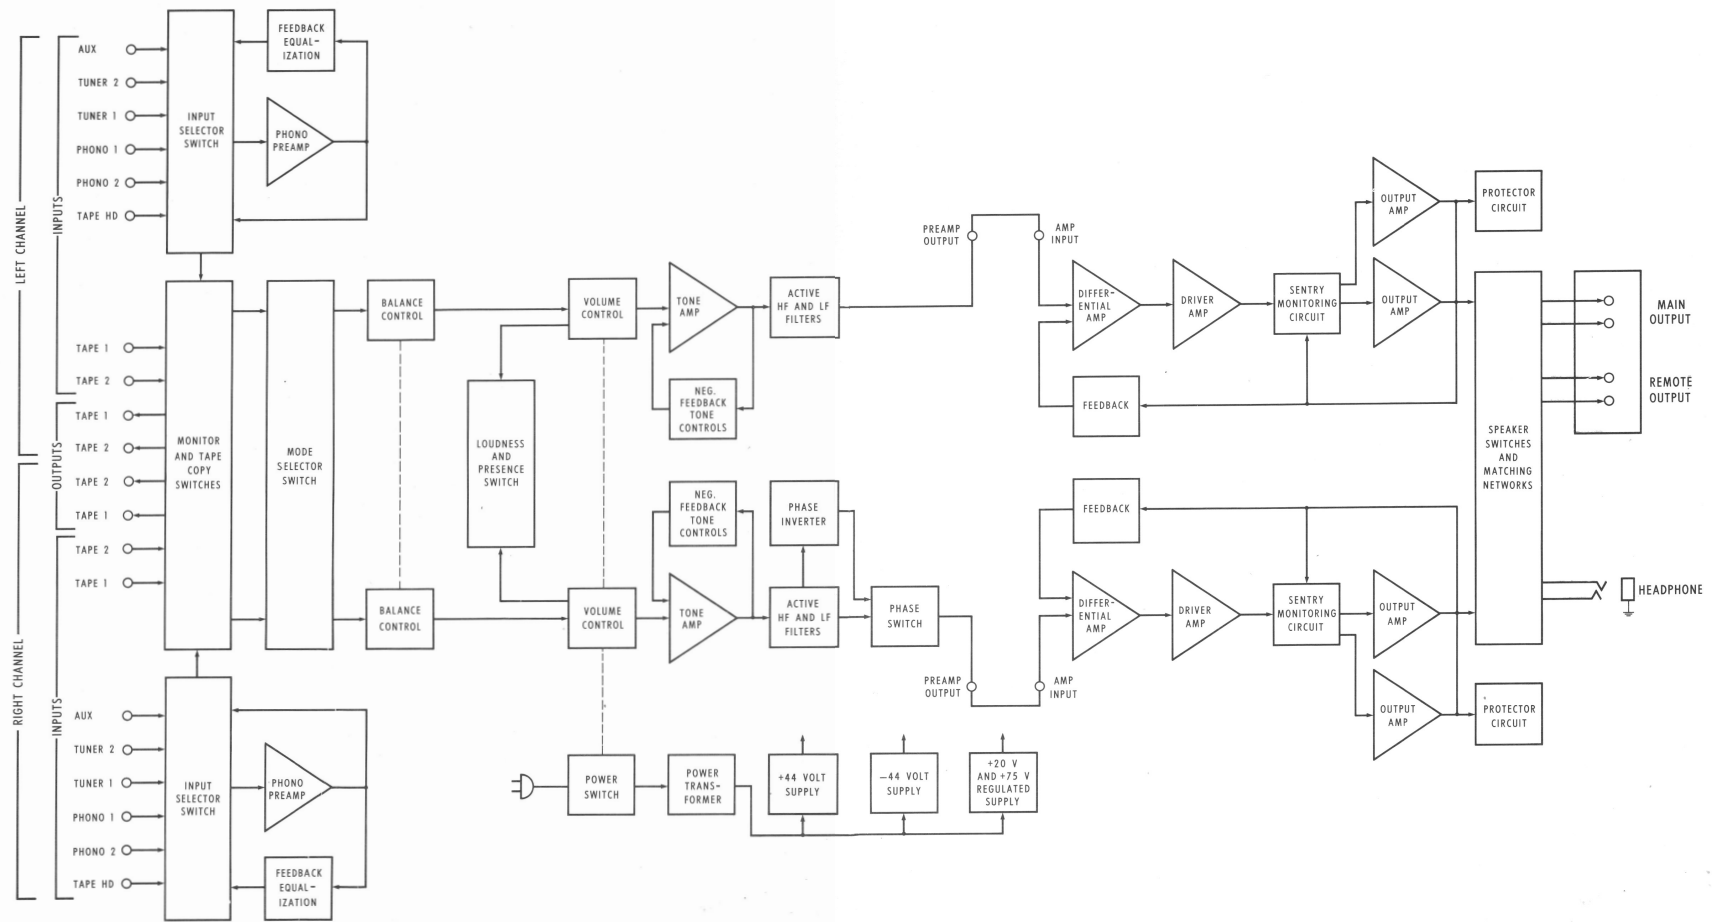 LEFT CHANNEL
INPUTS
AUX
TUNER 2
TUNER 1
PHONO 1
PHONO 2
TAPE HD
INPUT
SELECTOR
SWITCH
FEEDBACK
EQUAL-
IZATION
PHONO
PREAMP
TAPE 1
TAPE 2
OUTPUTS
TAPE 1
TAPE 2
TAPE 2
TAPE 1
RIGHT CHANNEL
INPUTS
TAPE 2
TAPE 1
MONITOR
AND TAPE
COPY
SWITCHES
MODE
SELECTOR
SWITCH
BALANCE
CONTROL
VOLUME
CONTROL
LOUDNESS
AND
PRESENCE
SWITCH
TONE
AMP
NEG.
FEEDBACK
TONE
CONTROLS
ACTIVE
HF AND LF
FILTERS
PREAMP
OUTPUT
AMP
INPUT
DIFFER-
ENTIAL
AMP
DRIVER
AMP
SENTRY
MONITORING
CIRCUIT
OUTPUT
AMP
OUTPUT
AMP
PROTECTOR
CIRCUIT
FEEDBACK
SPEAKER
SWITCHES
AND
MATCHING
NETWORKS
MAIN
OUTPUT
REMOTE
OUTPUT
HEADPHONE
BALANCE
CONTROL
VOLUME
CONTROL
NEG.
FEEDBACK
TONE
CONTROLS
TONE
AMP
PHASE
INVERTER
ACTIVE
HF AND LF
FILTERS
PHASE
SWITCH
PREAMP
OUTPUT
AMP
INPUT
FEEDBACK
DIFFER-
ENTIAL
AMP
DRIVER
AMP
SENTRY
MONITORING
CIRCUIT
OUTPUT
AMP
OUTPUT
AMP
PROTECTOR
CIRCUIT
AUX
TUNER 2
TUNER 1
PHONO 1
PHONO 2
TAPE HD
INPUT
SELECTOR
SWITCH
PHONO
PREAMP
FEEDBACK
EQUAL-
IZATION
POWER
SWITCH
POWER
TRANS-
FORMER
+44 VOLT
SUPPLY
-44 VOLT
SUPPLY
+20 V
AND +75 V
REGULATED
SUPPLY